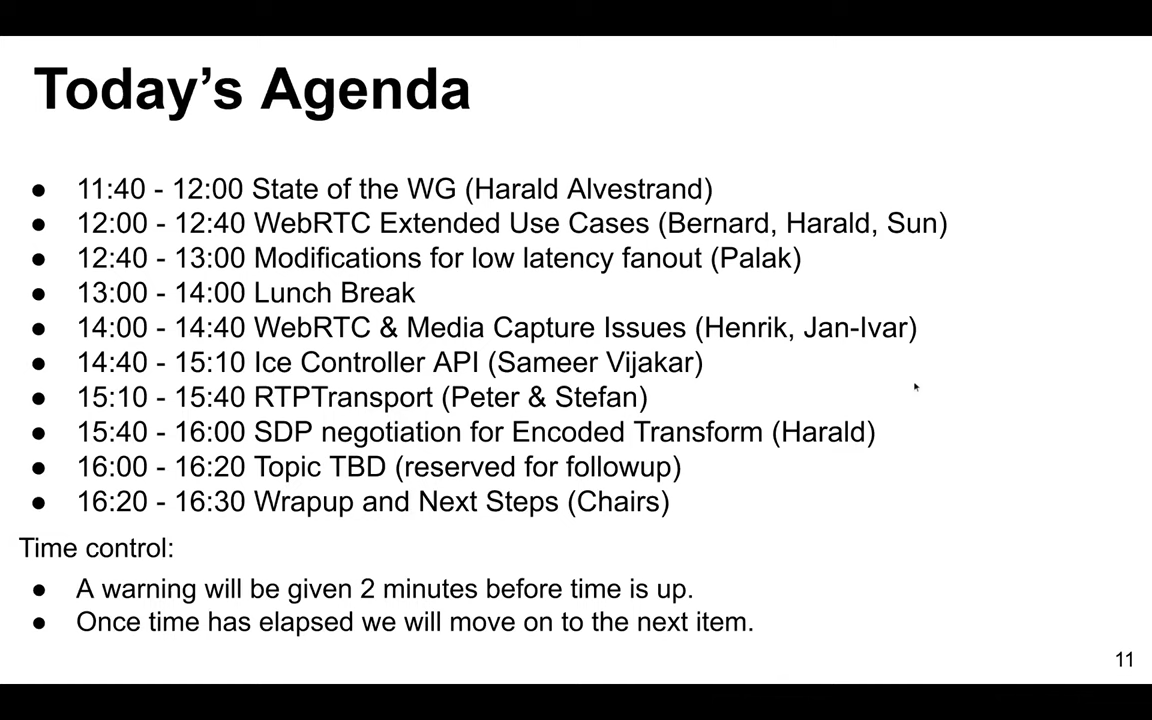 Today’s Agenda
● 11:40 - 12:00 State of the WG (Harald Alvestrand)
● 12:00 - 12:40 WebRTC Extended Use Cases (Bernard, Harald, Sun)
● 12:40 - 13:00 Modifications for low latency fanout (Palak)
● 13:00 - 14:00 Lunch Break
● 14:00 - 14:40 WebRTC & Media Capture Issues (Henrik, Jan-Ivar)
● 14:40 - 15:10 Ice Controller API (Sameer Vijakar)
● 15:10 - 15:40 RTPTransport (Peter & Stefan)
● 15:40 - 16:00 SDP negotiation for Encoded Transform (Harald)
● 16:00 - 16:20 Topic TBD (reserved for followup)
● 16:20 - 16:30 Wrapup and Next Steps (Chairs)
Time control:
● A warning will be given 2 minutes before time is up.
● Once time has elapsed we will move on to the next item.
11